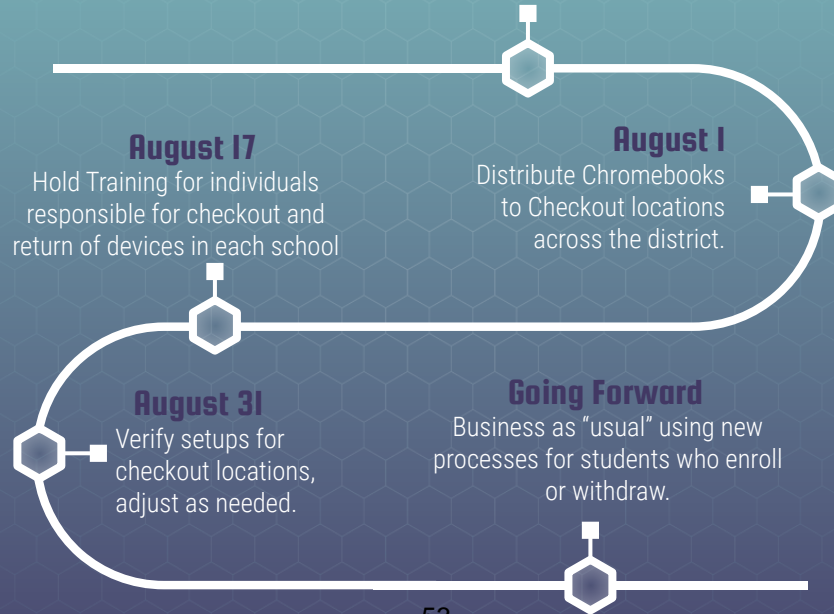 August 1
Distribute Chromebooks
to Checkout locations
across the district.
August 17
Hold Training for individuals
responsible for checkout and
return of devices in each school
August 31
Verify setups for
checkout locations,
adjust as needed.
Going Forward
Business as “usual” using new
processes for students who enroll
or withdraw.